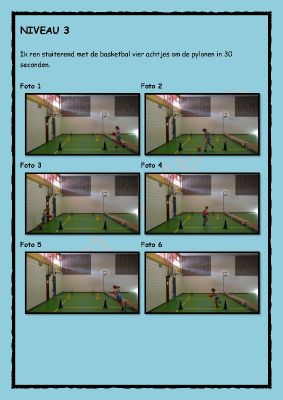 NIVEAU 3
Ik ren stuiterend met de basketbal vier achtjes om de pylonen in 30
seconden.
Foto 1 Foto 2
Foto 3 Foto 4
Foto 5 Foto 6